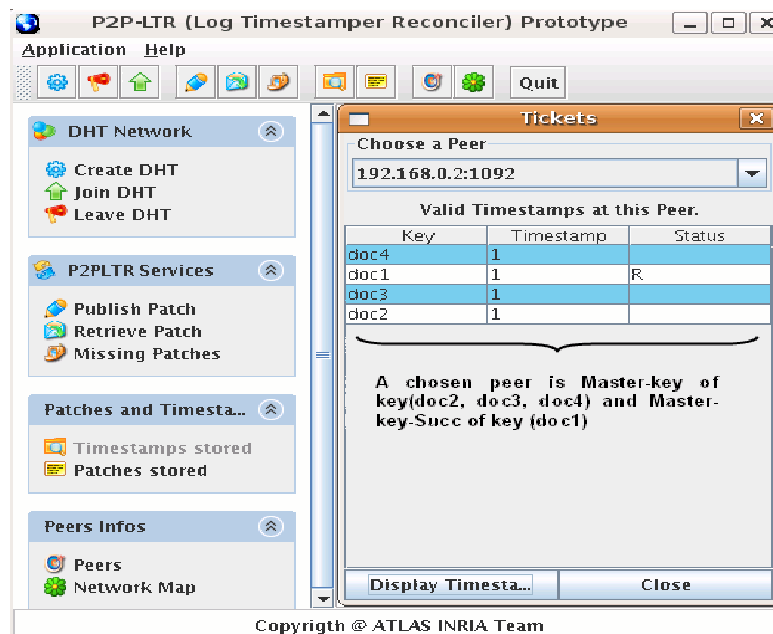 P2P-LTR (Log Timestamper Reconciler) Prototype
Application Help
Quit
DHT Network
Create DHT
Join DHT
Leave DHT
P2PLTR Services
Publish Patch
Retrieve Patch
Missing Patches
Patches and Timesta...
Timestamps stored
Patches stored
Peers Infos
Peers
Network Map
Tickets
Choose a Peer
192.168.0.2:1092
Valid Timestamps at this Peer.
Key Timestamp Status
doc4 1
doc1 1 R
doc3 1
doc2 1
A chosen peer is Master-key of
key(doc2, doc3, doc4) and Master-
key-Succ of key (doc1)
Display Timesta... Close
Copyrigth @ ATLAS INRIA Team